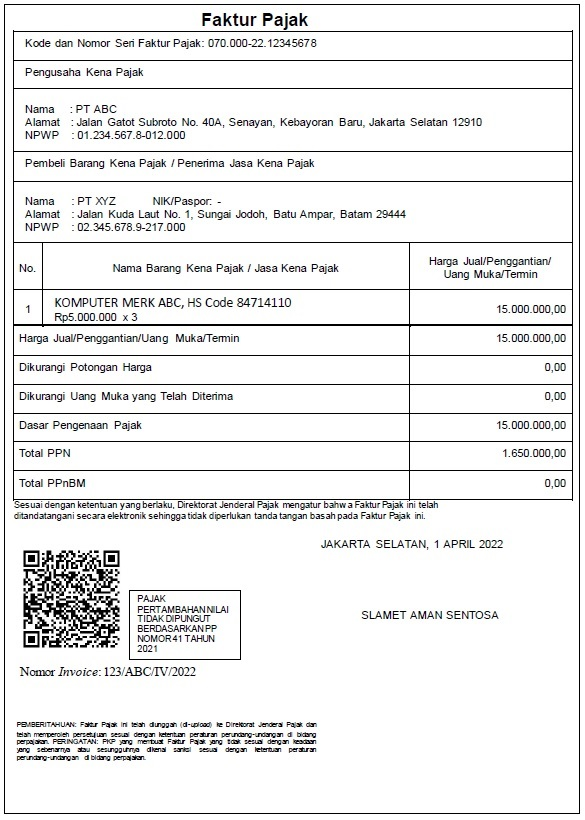 Faktur Pajak
Kode dan Nomor Seri Faktur Pajak: 070.000-22.12345678
Pengusaha Kena Pajak
Nama : PT ABC
Alamat : Jalan Gatot Subroto No. 40A, Senayan, Kebayoran Baru, Jakarta Selatan 12910
NPWP : 01.234.567.8-012.000
Pembeli Barang Kena Pajak / Penerima Jasa Kena Pajak
Nama : PT XYZ NIK/Paspor: -
Alamat : Jalan Kuda Laut No. 1, Sungai Jodoh, Batu Ampar, Batam 29444
NPWP : 02.345.678.9-217.000
No. Nama Barang Kena Pajak / Jasa Kena Pajak Harga Jual/Penggantian/
Uang Muka/Termin
1 KOMPUTER MERK ABC, HS Code 84714110 15.000.000,00
Rp5.000.000 x 3
Harga Jual/Penggantian/Uang Muka/Termin 15.000.000,00
Dikurangi Potongan Harga 0,00
Dikurangi Uang Muka yang Telah Diterima 0,00
Dasar Pengenaan Pajak 15.000.000,00
Total PPN 1.650.000,00
Total PPnBM 0,00
Sesuai dengan ketentuan yang berlaku, Direktorat Jenderal Pajak mengatur bahwa Faktur Pajak ini telah
ditandatangani secara elektronik sehingga tidak diperlukan tanda tangan basah pada Faktur Pajak ini.
JAKARTA SELATAN, 1 APRIL 2022
PAJAK
PERTAMBAHAN NILAI
TIDAK DIPUNGUT
BERDASARKAN PP
NOMOR 41 TAHUN
2021
SLAMET AMAN SENTOSA
Nomor Invoice: 123/ABC/IV/2022
PEMBERITAHUAN: Faktur Pajak ini telah diunggah (di-upload) ke Direktorat Jenderal Pajak dan
telah memperoleh persetujuan sesuai dengan ketentuan peraturan perundang-undangan di bidang
perpajakan. PERINGATAN: PKP yang membuat Faktur Pajak yang tidak sesuai dengan keadaan
yang sebenarnya atau sesungguhnya dikenai sanksi sesuai dengan ketentuan peraturan
perundang-undangan di bidang perpajakan.